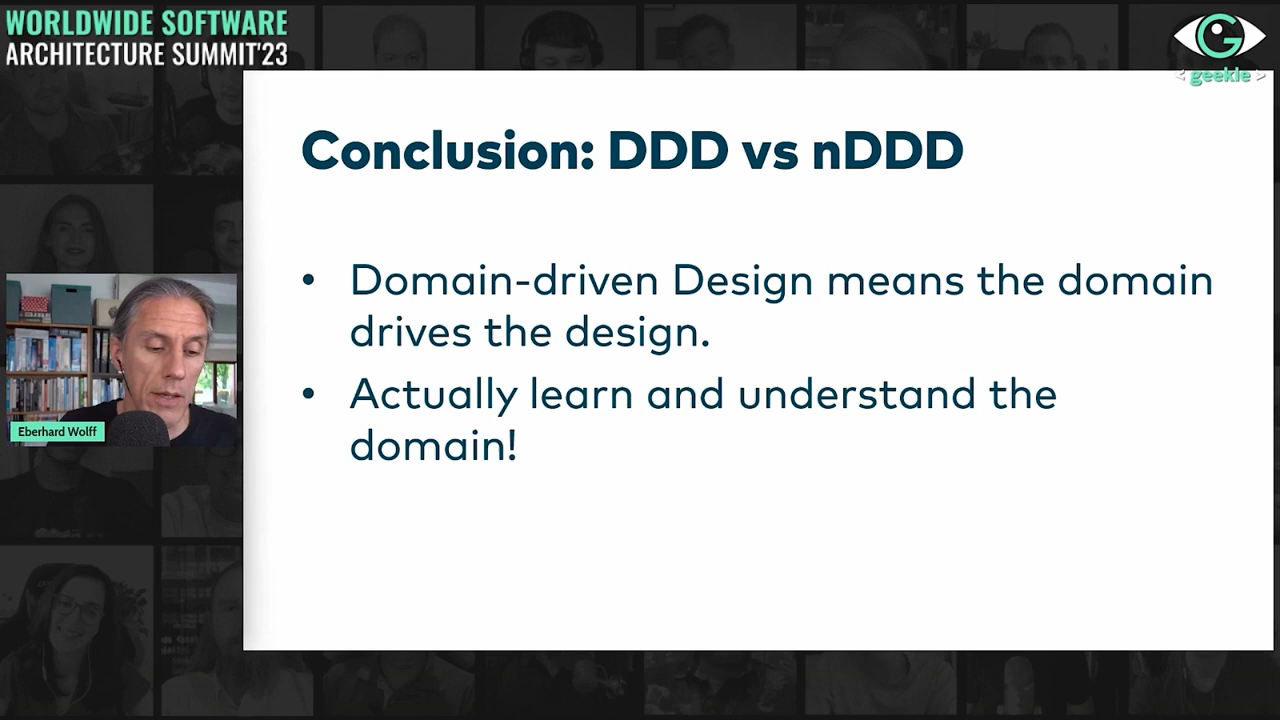 WORLDWIDE SOFTWARE
ARCHITECTURE SUMMIT'23
G
< geekle >
Conclusion: DDD vs nDDD
• Domain-driven Design means the domain
drives the design.
• Actually learn and understand the
domain!
Eberhard Wolff